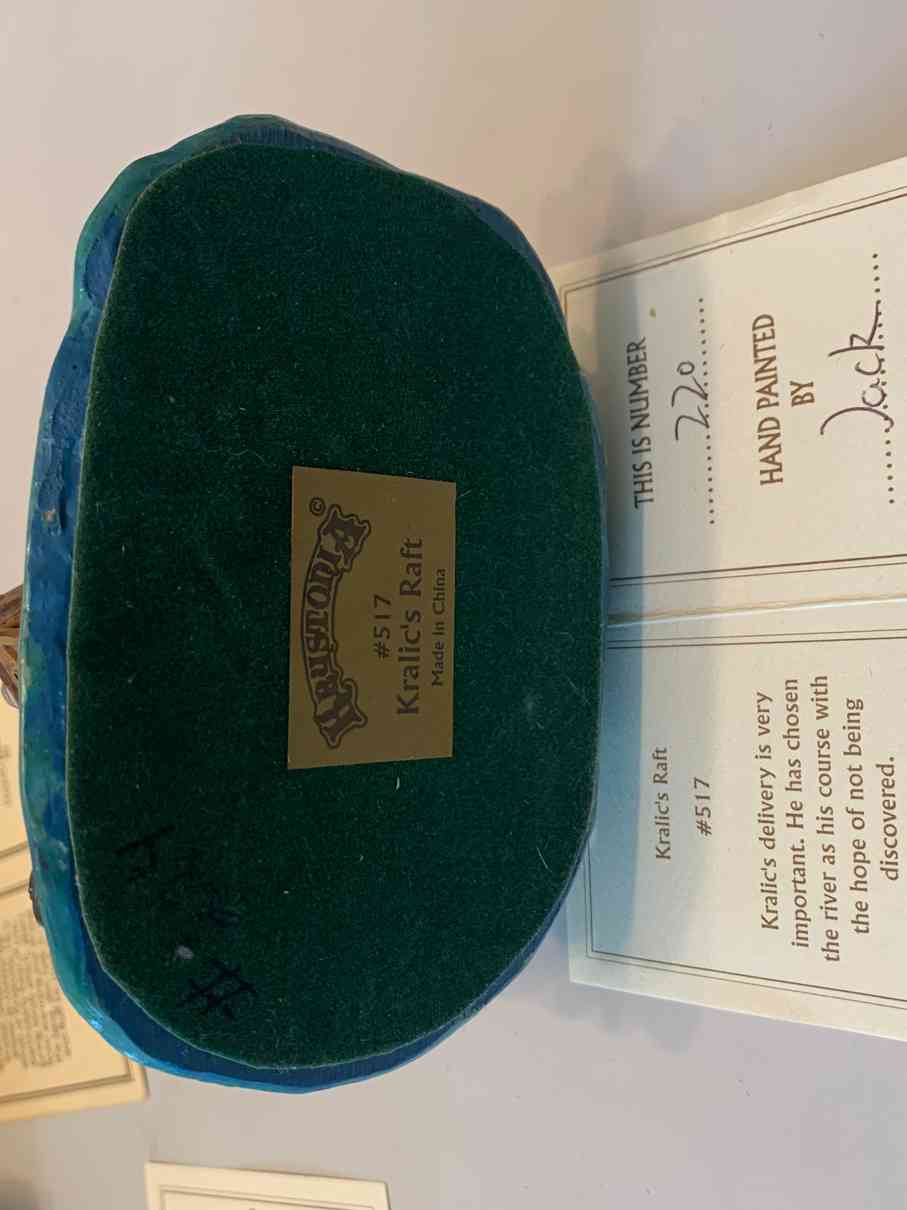 KRYSTONIA ©
#517
Kralic's Raft
Made in China
Kralic's Raft
#517
Kralic's delivery is very
important. He has chosen
the river as his course with
the hope of not being
discovered.
THIS IS NUMBER
220
HAND PAINTED
BY
Jack